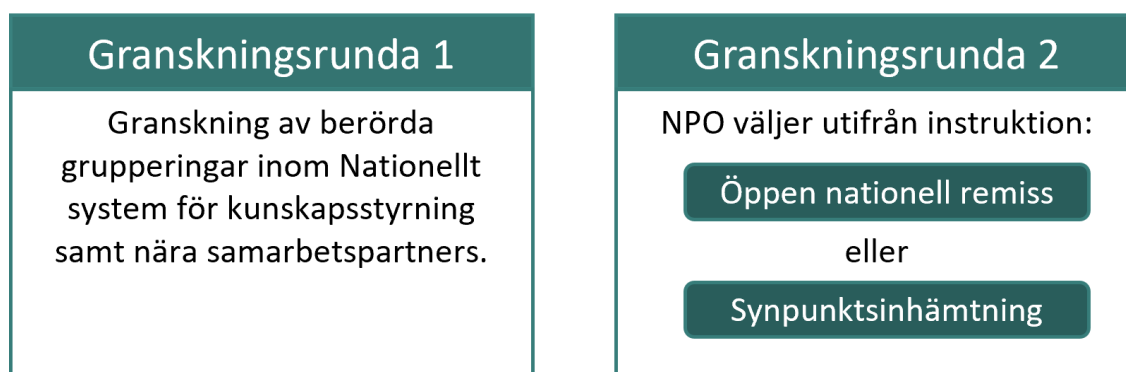 Granskningsrunda 1
Granskning av berörda
grupperingar inom Nationellt
system för kunskapsstyrning
samt nära samarbetspartners.
Granskningsrunda 2
NPO väljer utifrån instruktion:
Öppen nationell remiss
eller
Synpunktsinhämtning